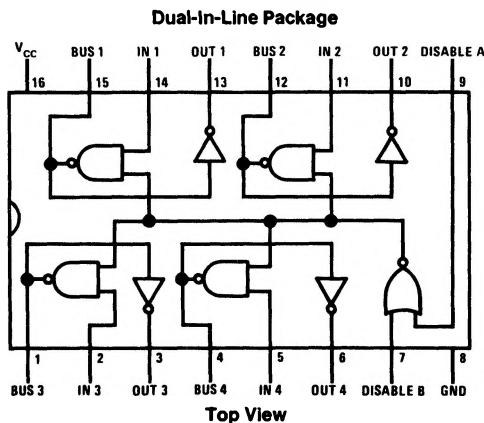 Dual-In-Line Package
VCC BUS 1 IN 1 OUT 1 BUS 2 IN 2 OUT 2 DISABLE A
16 15 14 13 12 11 10 9
1 2 3 4 5 6 7 8
BUS 3 IN 3 OUT 3 BUS 4 IN 4 OUT 4 DISABLE B GND
Top View